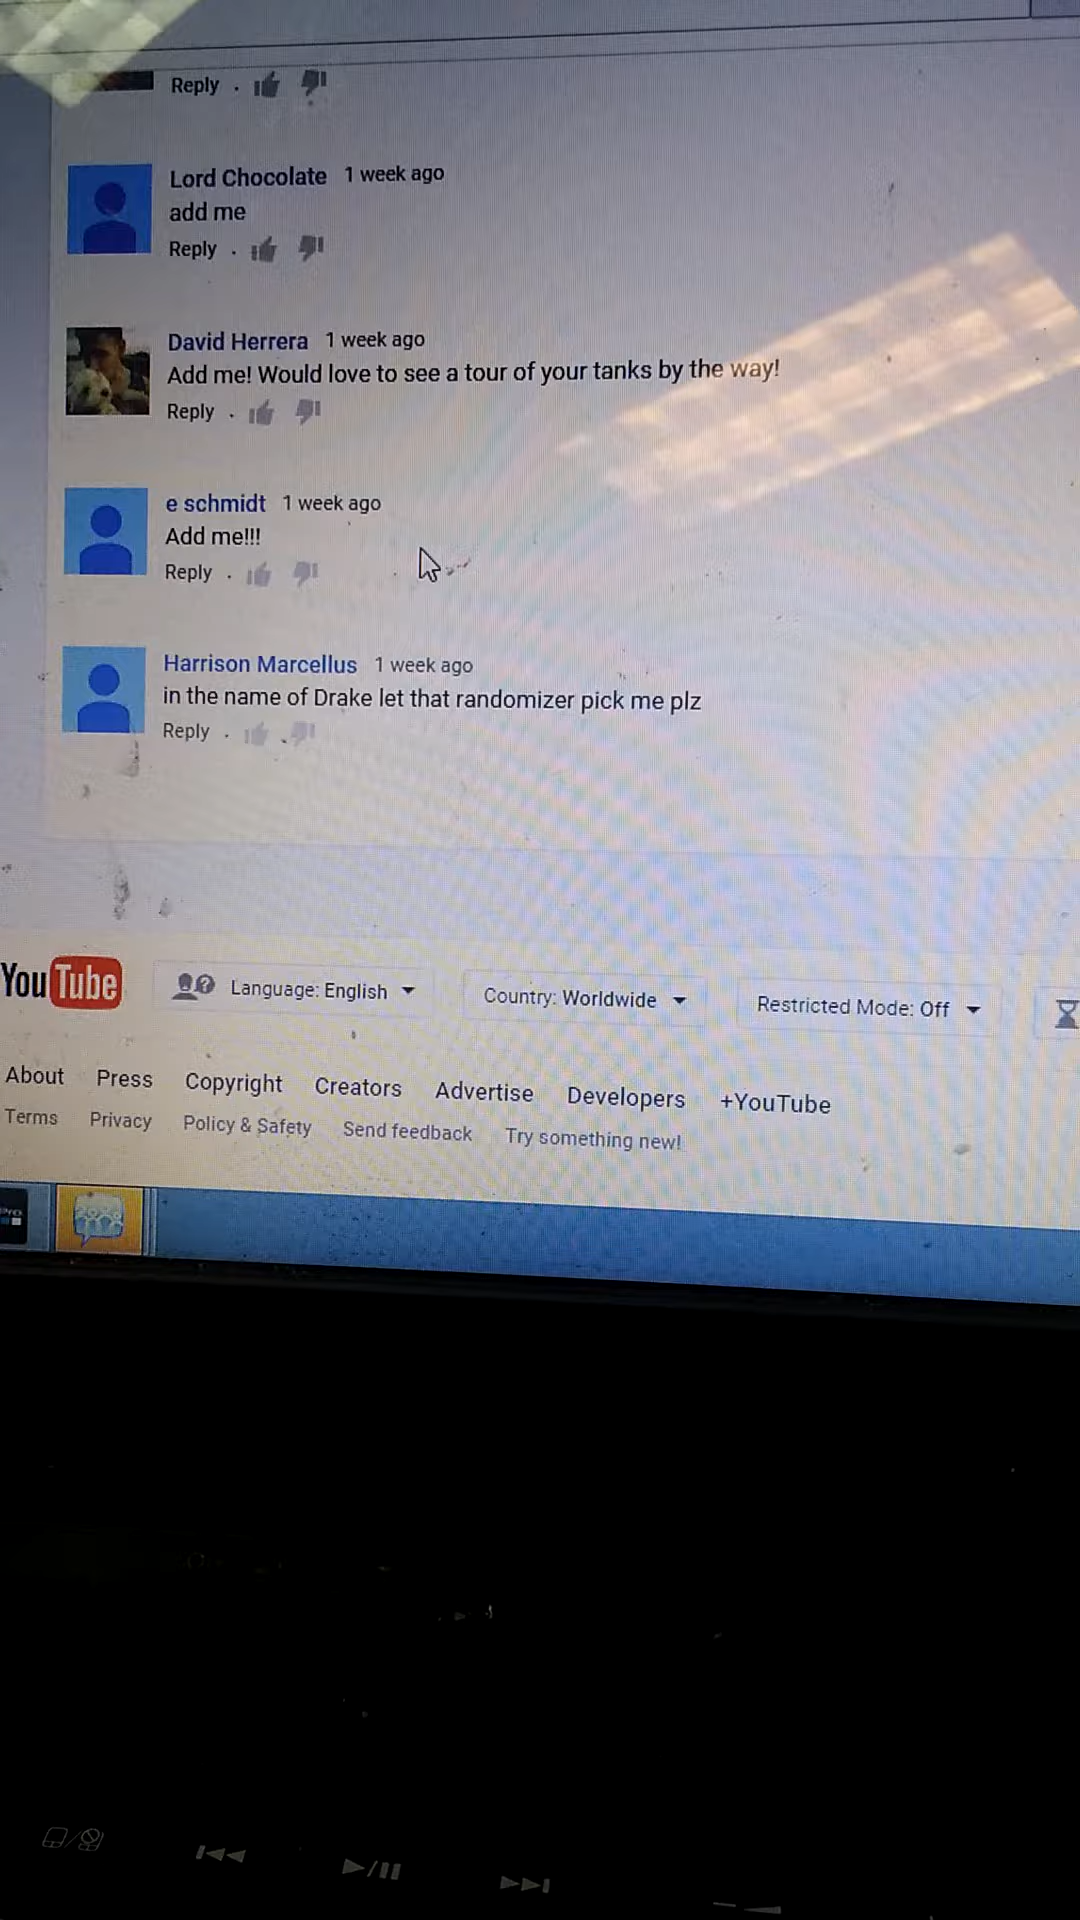 Reply .
Lord Chocolate 1 week ago
add me
Reply .
David Herrera 1 week ago
Add me! Would love to see a tour of your tanks by the way!
Reply .
e schmidt 1 week ago
Add me!!!
Reply .
Harrison Marcellus 1 week ago
in the name of Drake let that randomizer pick me plz
Reply .
YouTube Language: English Country: Worldwide Restricted Mode: Off
About Press Copyright Creators Advertise Developers +YouTube
Terms Privacy Policy & Safety Send feedback Try something new!